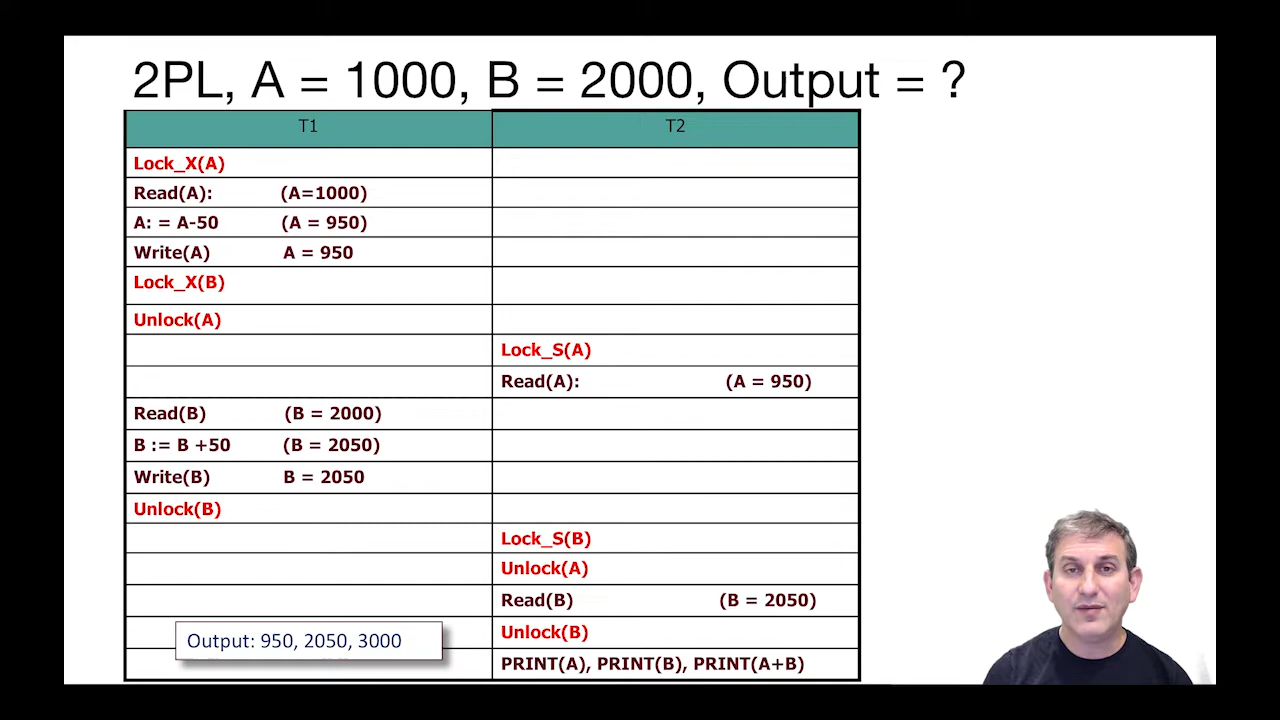 2PL, A = 1000, B = 2000, Output = ?
T1 T2
Lock_X(A)
Read(A): (A=1000)
A: = A-50 (A = 950)
Write(A) A = 950
Lock_X(B)
Unlock(A)
Lock_S(A)
Read(A): (A = 950)
Read(B) (B = 2000)
B := B +50 (B = 2050)
Write(B) B = 2050
Unlock(B)
Lock_S(B)
Unlock(A)
Read(B) (B = 2050)
Unlock(B)
Output: 950, 2050, 3000
PRINT(A), PRINT(B), PRINT(A+B)